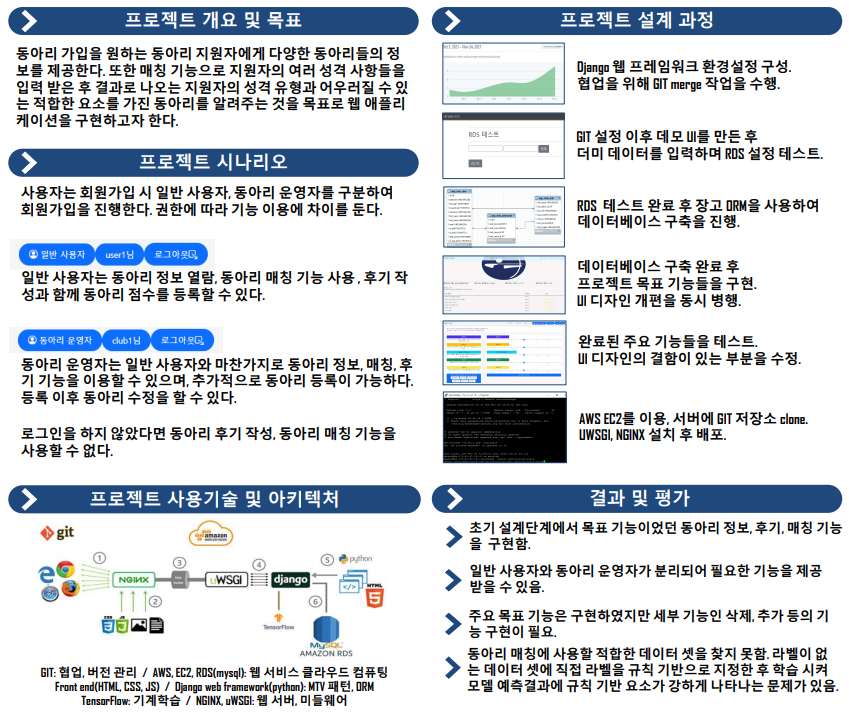 프로젝트 개요 및 목표
동아리 가입을 원하는 동아리 지원자에게 다양한 동아리들의 정
보를 제공한다. 또한 매칭 기능으로 지원자의 여러 성격 사항들을
입력 받은 후 결과로 나오는 지원자의 성격 유형과 어우러질 수 있
는 적합한 요소를 가진 동아리를 알려주는 것을 목표로 웹 애플리
케이션을 구현하고자 한다.
프로젝트 시나리오
사용자는 회원가입 시 일반 사용자, 동아리 운영자를 구분하여
회원가입을 진행한다. 권한에 따라 기능 이용에 차이를 둔다.
일반 사용자 user1님 로그아웃
일반 사용자는 동아리 정보 열람, 동아리 매칭 기능 사용 , 후기 작
성과 함께 동아리 점수를 등록할 수 있다.
동아리 운영자 club1님 로그아웃
동아리 운영자는 일반 사용자와 마찬가지로 동아리 정보, 매칭, 후
기 기능을 이용할 수 있으며, 추가적으로 동아리 등록이 가능하다.
등록 이후 동아리 수정을 할 수 있다.
로그인을 하지 않았다면 동아리 후기 작성, 동아리 매칭 기능을
사용할 수 없다.
프로젝트 사용기술 및 아키텍처
git
amazon
webservices
1
NGINX
2
3
uWSGI
4
django
5
python
6
HTML
CSS JS
TensorFlow
MySQL
AMAZON RDS
GIT: 협업, 버전 관리 / AWS, EC2, RDS(mysql): 웹 서비스 클라우드 컴퓨팅
Front end(HTML, CSS, JS) / Django web framework(python): MTV 패턴, ORM
TensorFlow: 기계학습 / NGINX, uWSGI: 웹 서버, 미들웨어
프로젝트 설계 과정
Django 웹 프레임워크 환경설정 구성.
협업을 위해 GIT merge 작업을 수행.
RDS 테스트
GIT 설정 이후 데모 UI를 만든 후
더미 데이터를 입력하며 RDS 설정 테스트.
RDS 테스트 완료 후 장고 ORM을 사용하여
데이터베이스 구축을 진행.
데이터베이스 구축 완료 후
프로젝트 목표 기능들을 구현.
UI 디자인 개편을 동시 병행.
완료된 주요 기능들을 테스트.
UI 디자인의 결함이 있는 부분을 수정.
AWS EC2를 이용, 서버에 GIT 저장소 clone.
UWSGI, NGINX 설치 후 배포.
결과 및 평가
초기 설계단계에서 목표 기능이었던 동아리 정보, 후기, 매칭 기능
을 구현함.
일반 사용자와 동아리 운영자가 분리되어 필요한 기능을 제공
받을 수 있음.
주요 목표 기능은 구현하였지만 세부 기능인 삭제, 추가 등의 기
능 구현이 필요.
동아리 매칭에 사용할 적합한 데이터 셋을 찾지 못함. 라벨이 없
는 데이터 셋에 직접 라벨을 규칙 기반으로 지정한 후 학습 시켜
모델 예측결과에 규칙 기반 요소가 강하게 나타나는 문제가 있음.